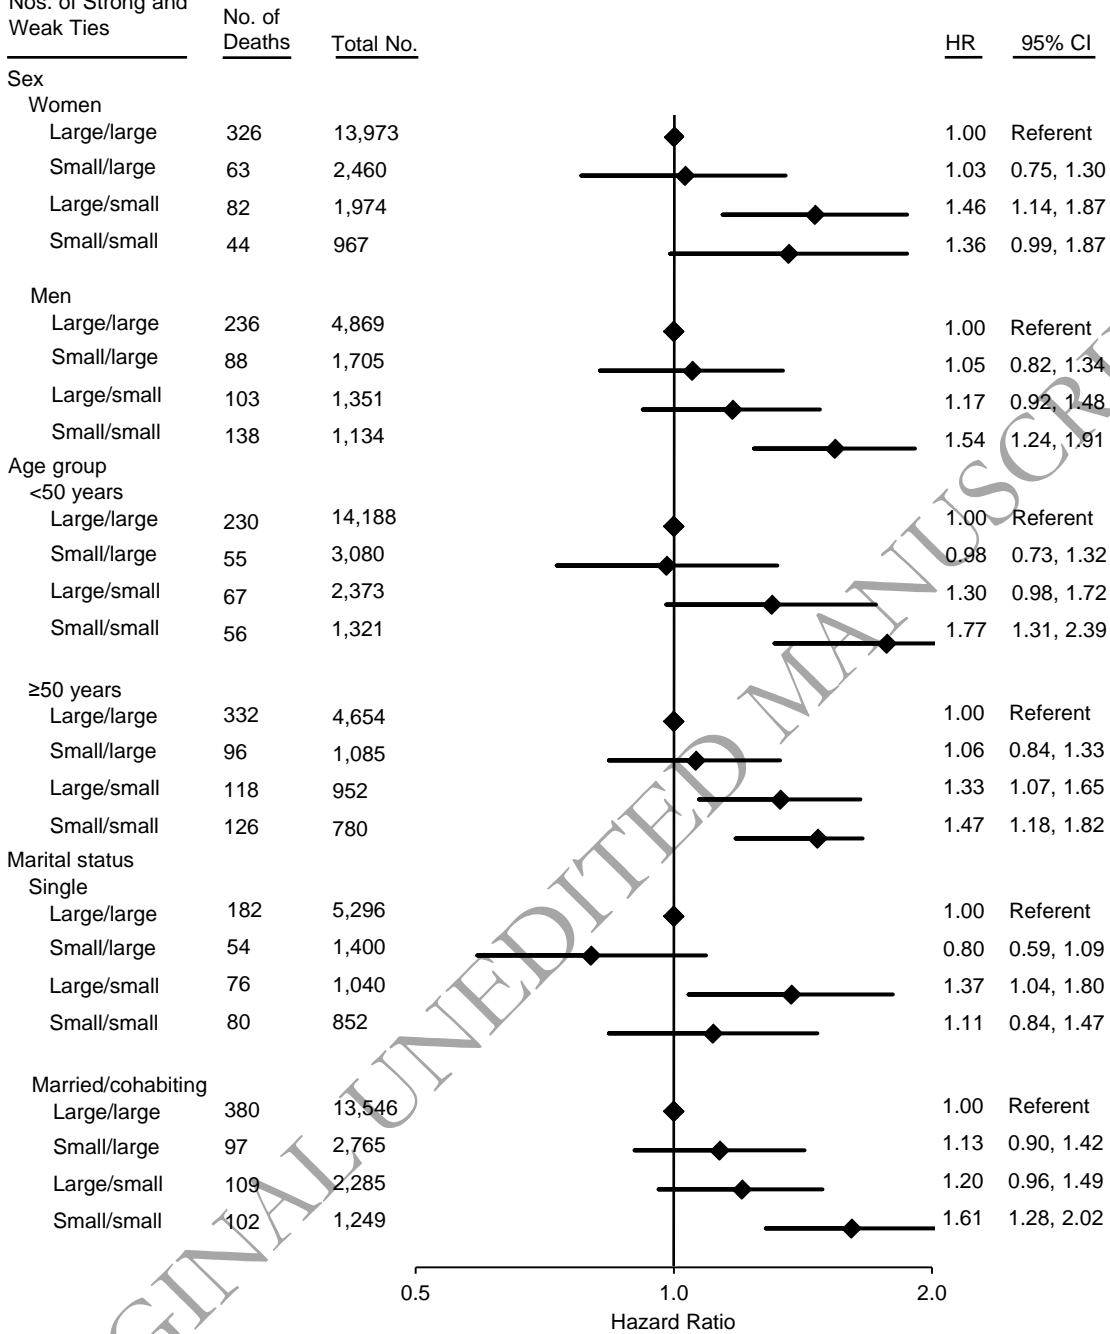 Nos. of Strong and
Weak Ties
No. of
Deaths
Total No.
HR 95% CI
Sex
Women
Large/large 326 13,973 1.00 Referent
Small/large 63 2,460 1.03 0.75, 1.30
Large/small 82 1,974 1.46 1.14, 1.87
Small/small 44 967 1.36 0.99, 1.87
Men
Large/large 236 4,869 1.00 Referent
Small/large 88 1,705 1.05 0.82, 1.34
Large/small 103 1,351 1.17 0.92, 1.48
Small/small 138 1,134 1.54 1.24, 1.91
Age group
<50 years
Large/large 230 14,188 1.00 Referent
Small/large 55 3,080 0.98 0.73, 1.32
Large/small 67 2,373 1.30 0.98, 1.72
Small/small 56 1,321 1.77 1.31, 2.39
≥50 years
Large/large 332 4,654 1.00 Referent
Small/large 96 1,085 1.06 0.84, 1.33
Large/small 118 952 1.33 1.07, 1.65
Small/small 126 780 1.47 1.18, 1.82
Marital status
Single
Large/large 182 5,296 1.00 Referent
Small/large 54 1,400 0.80 0.59, 1.09
Large/small 76 1,040 1.37 1.04, 1.80
Small/small 80 852 1.11 0.84, 1.47
Married/cohabiting
Large/large 380 13,546 1.00 Referent
Small/large 97 2,765 1.13 0.90, 1.42
Large/small 109 2,285 1.20 0.96, 1.49
Small/small 102 1,249 1.61 1.28, 2.02
0.5 1.0 2.0
Hazard Ratio
GINAL UNEDITED MANUSCR